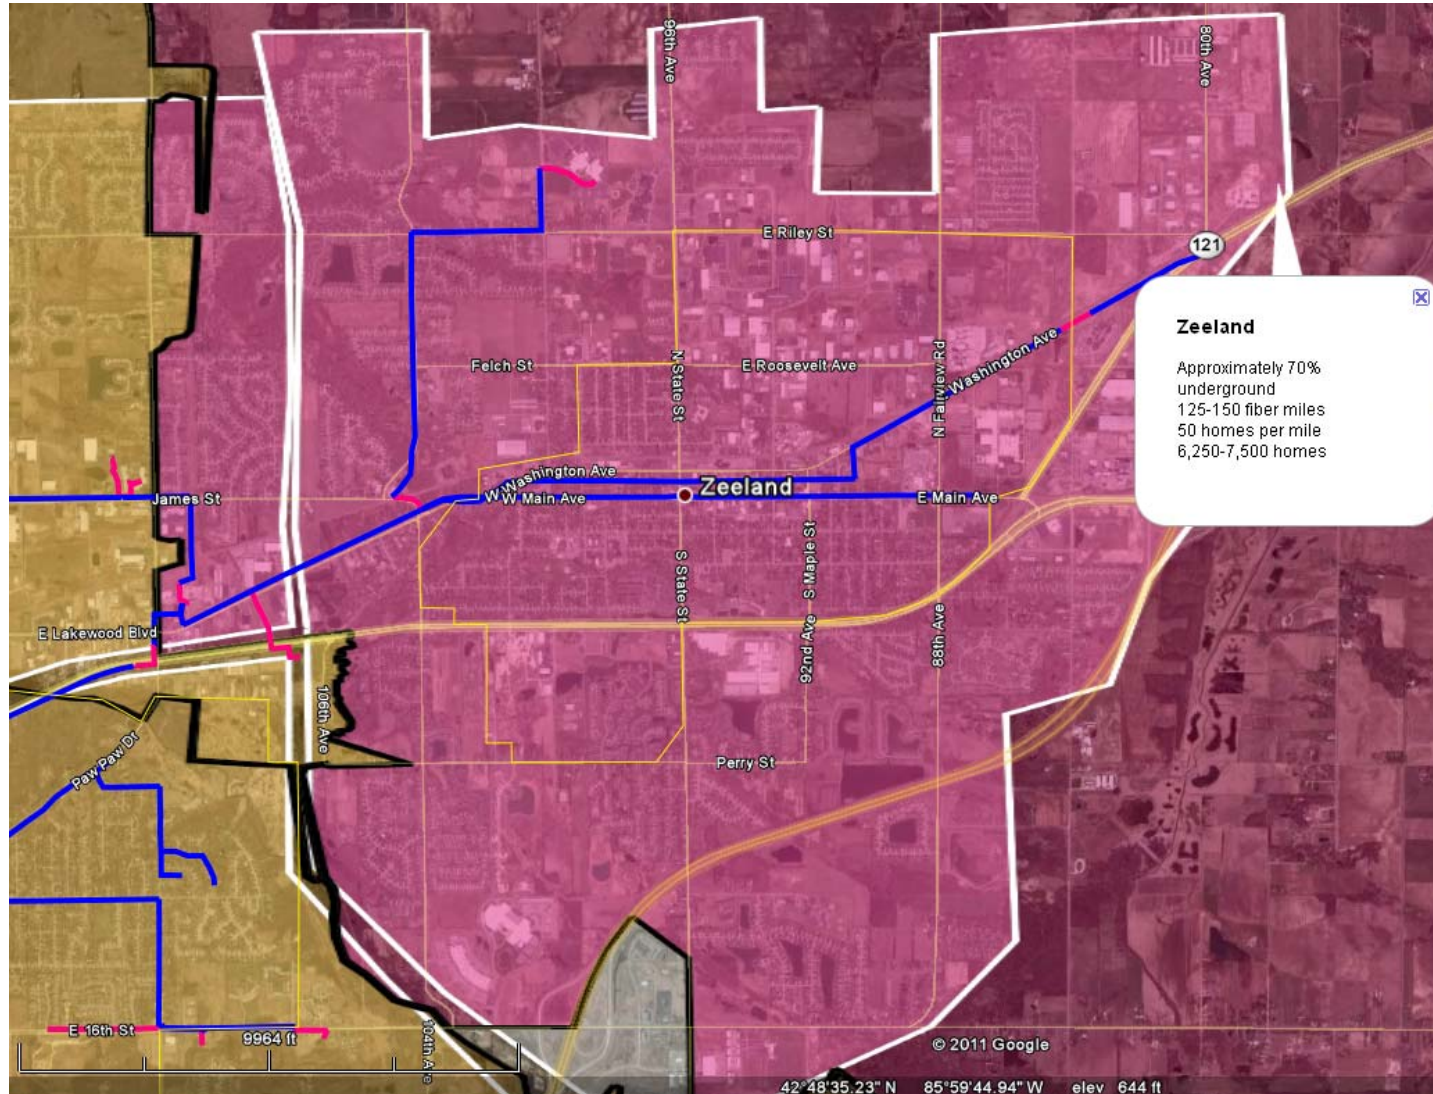 96th Ave
80th Ave
E Riley St
121
Zeeland
Approximately 70%
underground
125-150 fiber miles
50 homes per mile
6,250-7,500 homes
Washington Ave
Felch St
N State St
E Roosevelt Ave
N Fairview Rd
W Washington Ave
Zeeland
James St
W Main Ave
E Main Ave
S State St
S Maple St
E Lakewood Blvd
92nd Ave
88th Ave
106th Ave
Paw Paw Dr
Perry St
E 16th St
9964 ft
104th Ave
© 2011 Google
42°48'35.23" N 85°59'44.94" W elev 644 ft